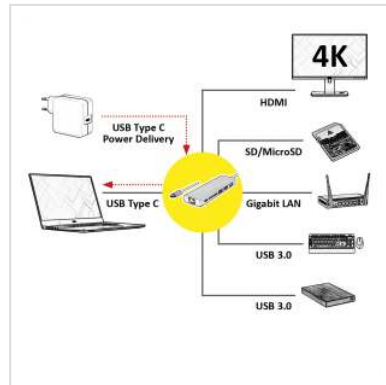 4K
HDMI
USB Type C
Power Delivery
SD/MicroSD
USB Type C
Gigabit LAN
USB 3.0
USB 3.0